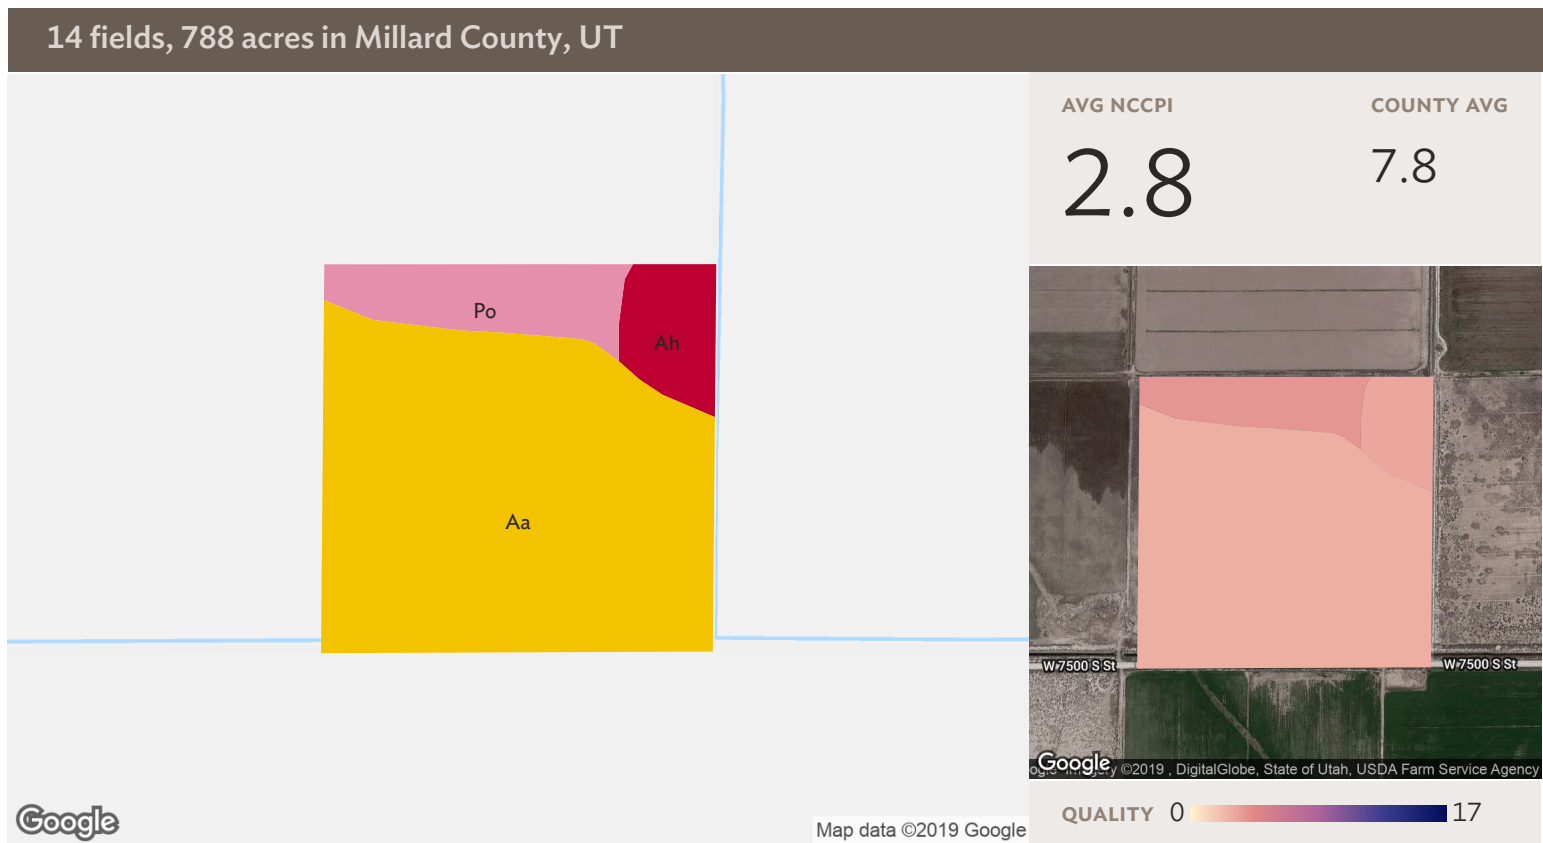 14 fields, 788 acres in Millard County, UT
AVG NCCPI
COUNTY AVG
2.8
7.8
Po
Ah
Aa
W 7500 S St
W 7500 S St
Google
ogle Imagery ©2019 , DigitalGlobe, State of Utah, USDA Farm Service Agency
Google
Map data ©2019 Google
QUALITY 0 17